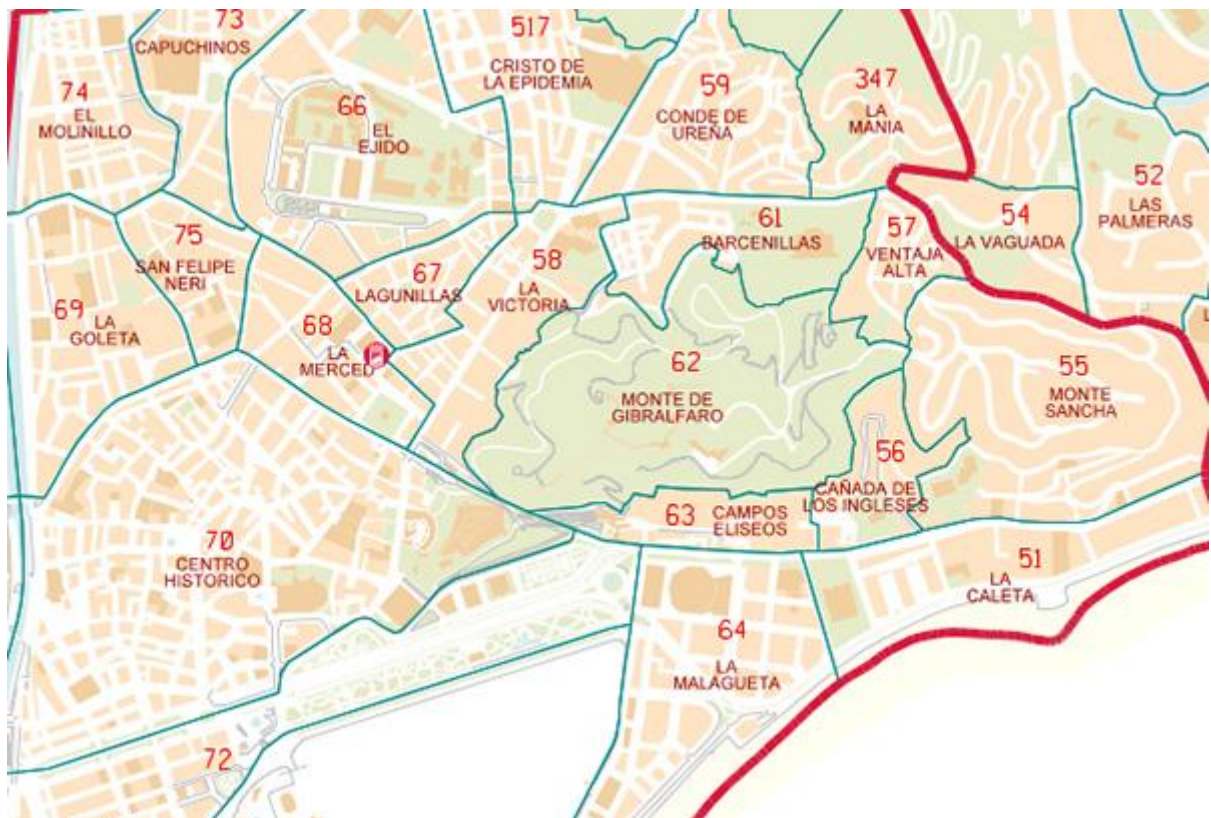 73
CAPUCHINOS
517
CRISTO DE
LA EPIDEMIA
74
EL
MOLINILLO
66
EL
EJIDO
59
CONDE DE
UREÑA
347
LA
MANIA
52
LAS
PALMERAS
75
SAN FELIPE
NERI
67
LAGUNILLAS
58
LA
VICTORIA
61
BARCENILLAS
57
VENTAJA
ALTA
54
LA VAGUADA
69
LA
GOLETA
68
LA
MERCED
62
MONTE DE
GIBRALFARO
55
MONTE
SANCHA
56
CAÑADA DE
LOS INGLESES
63
CAMPOS
ELISEOS
70
CENTRO
HISTORICO
51
LA
CALETA
64
LA
MALAGUETA
72